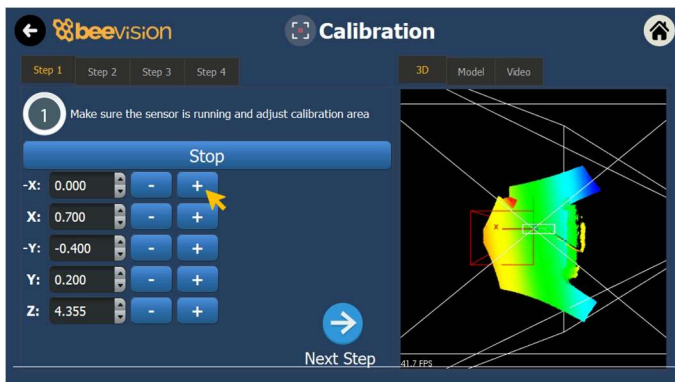 beevision
Calibration
Step 1 Step 2 Step 3 Step 4
3D Model Video
1 Make sure the sensor is running and adjust calibration area
Stop
-X: 0.000 - +
X: 0.700 - +
-Y: -0.400 - +
Y: 0.200 - +
Z: 4.355 - +
x
Next Step
41.7 FPS